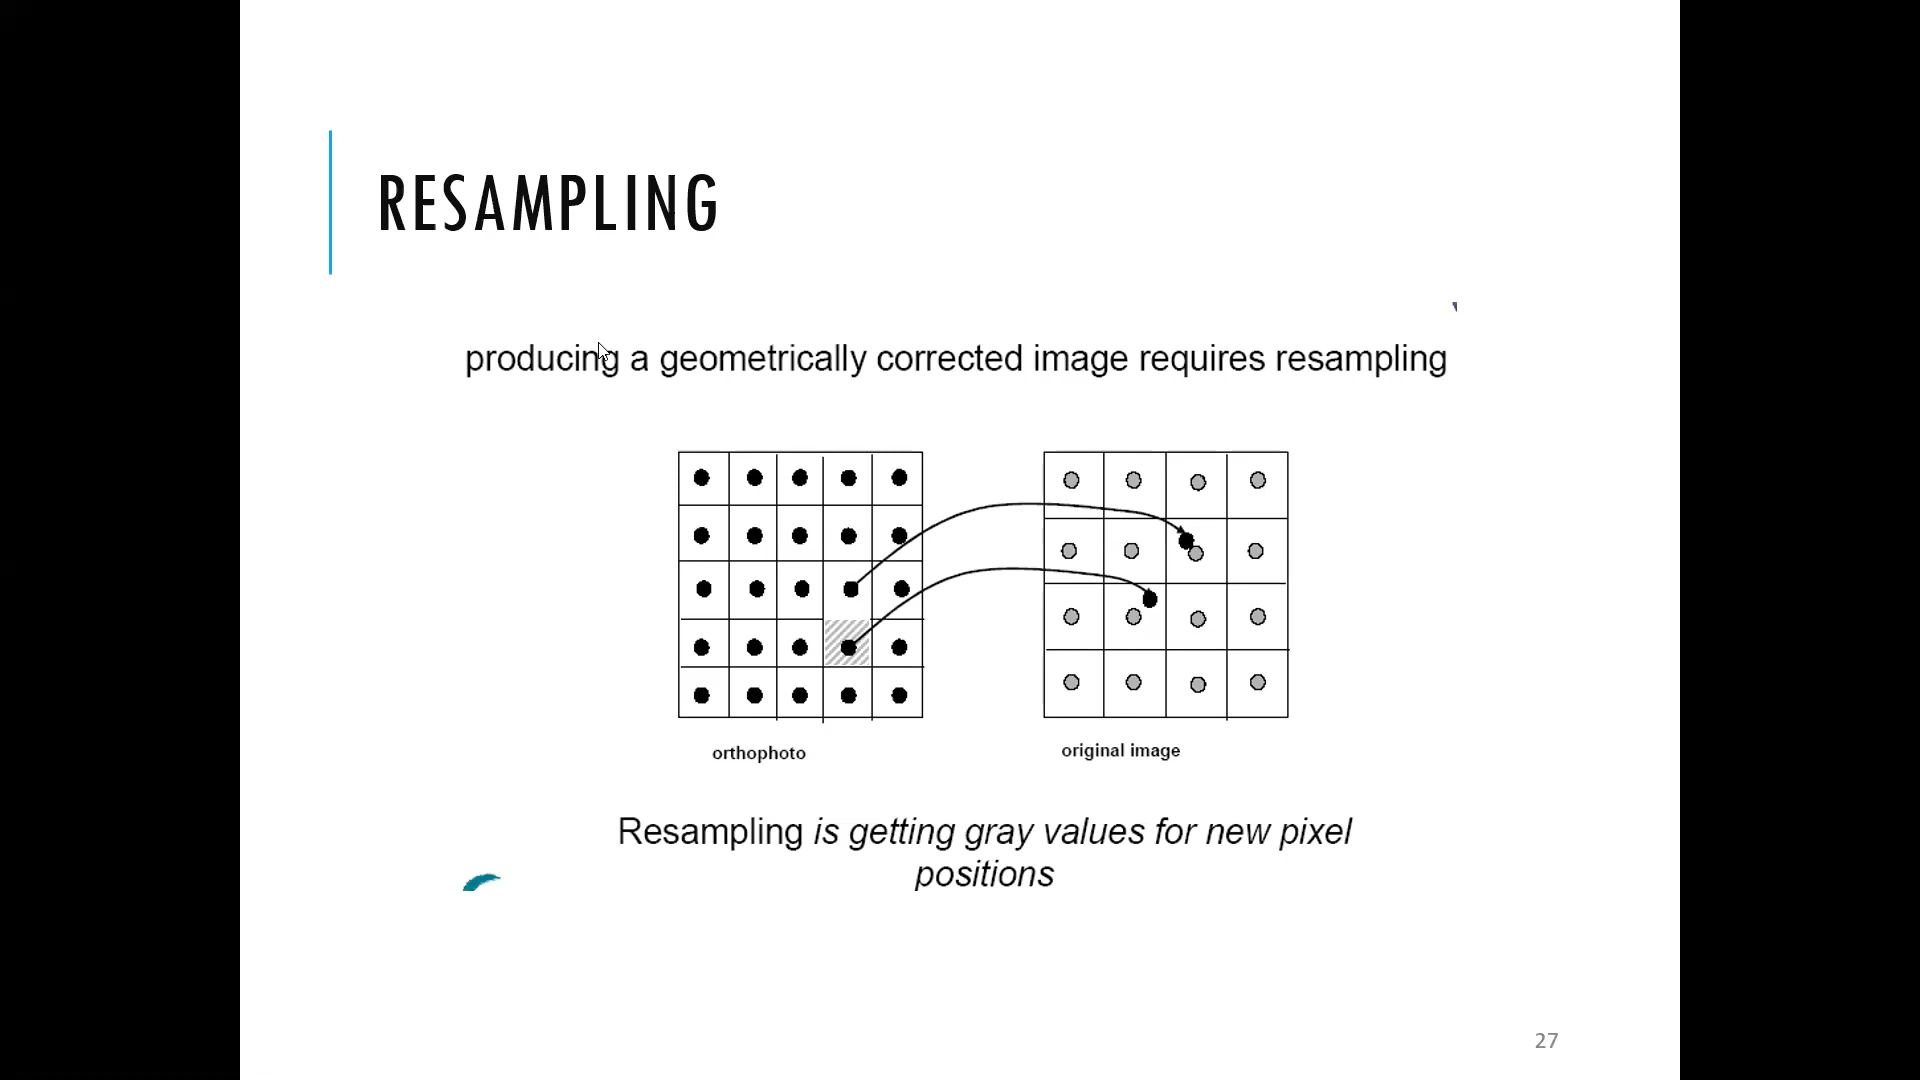 RESAMPLING
producing a geometrically corrected image requires resampling
orthophoto
original image
Resampling is getting gray values for new pixel
positions
27